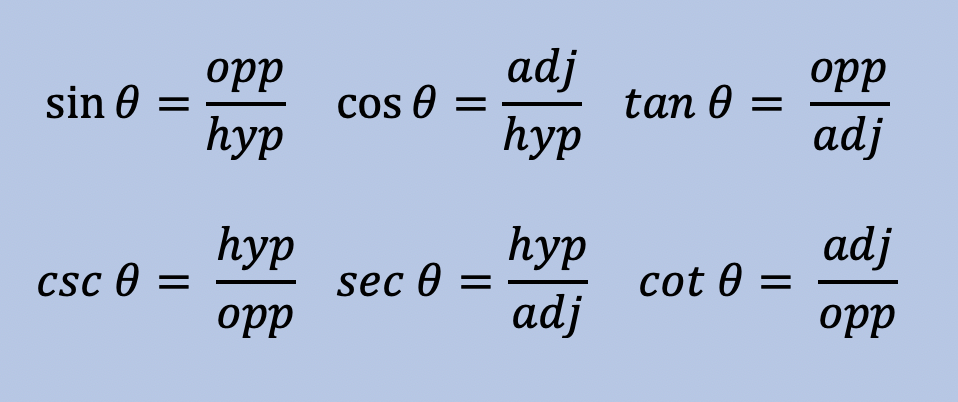 sin θ = opp/hyp cos θ = adj/hyp tan θ = opp/adj
csc θ = hyp/opp sec θ = hyp/adj cot θ = adj/opp